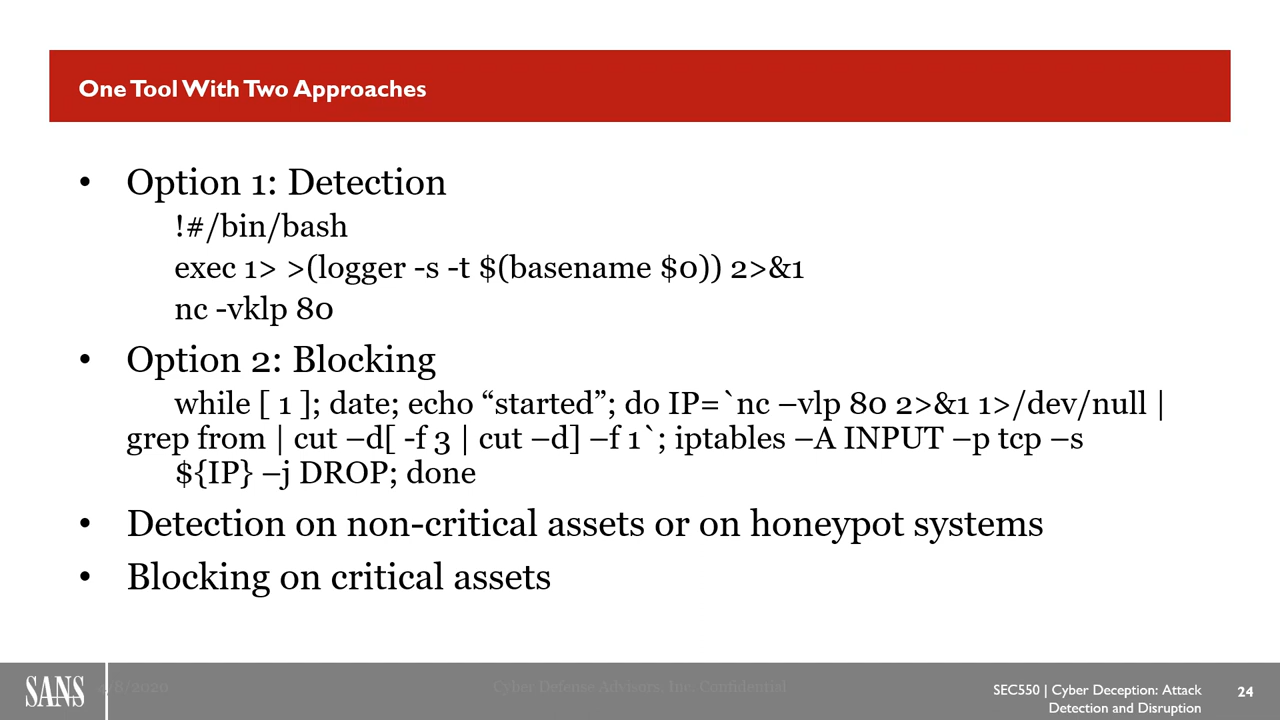 One Tool With Two Approaches
• Option 1: Detection
!#/bin/bash
exec 1> >(logger -s -t $(basename $0)) 2>&1
nc -vklp 80
• Option 2: Blocking
while [ 1 ]; date; echo “started”; do IP=`nc –vlp 80 2>&1 1>/dev/null |
grep from | cut –d[ -f 3 | cut –d] –f 1`; iptables –A INPUT –p tcp –s
${IP} –j DROP; done
• Detection on non-critical assets or on honeypot systems
• Blocking on critical assets
SANS
/8/2020
Cyber Defense Advisors, Inc. Confidential
SEC550 | Cyber Deception: Attack
Detection and Disruption
24